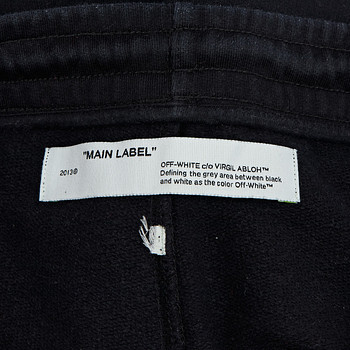 "MAIN LABEL"
2013©
OFF-WHITE c/o VIRGIL ABLOH™
Defining the grey area between black
and white as the color Off-White™